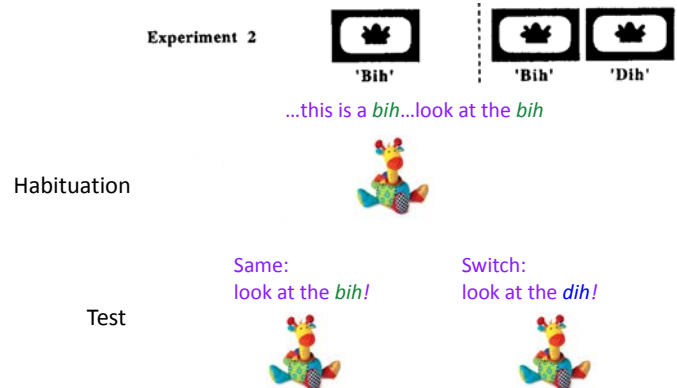 Experiment 2
'Bih' 'Bih' 'Dih'
…this is a bih…look at the bih
Habituation
Same:
look at the bih!
Switch:
look at the dih!
Test